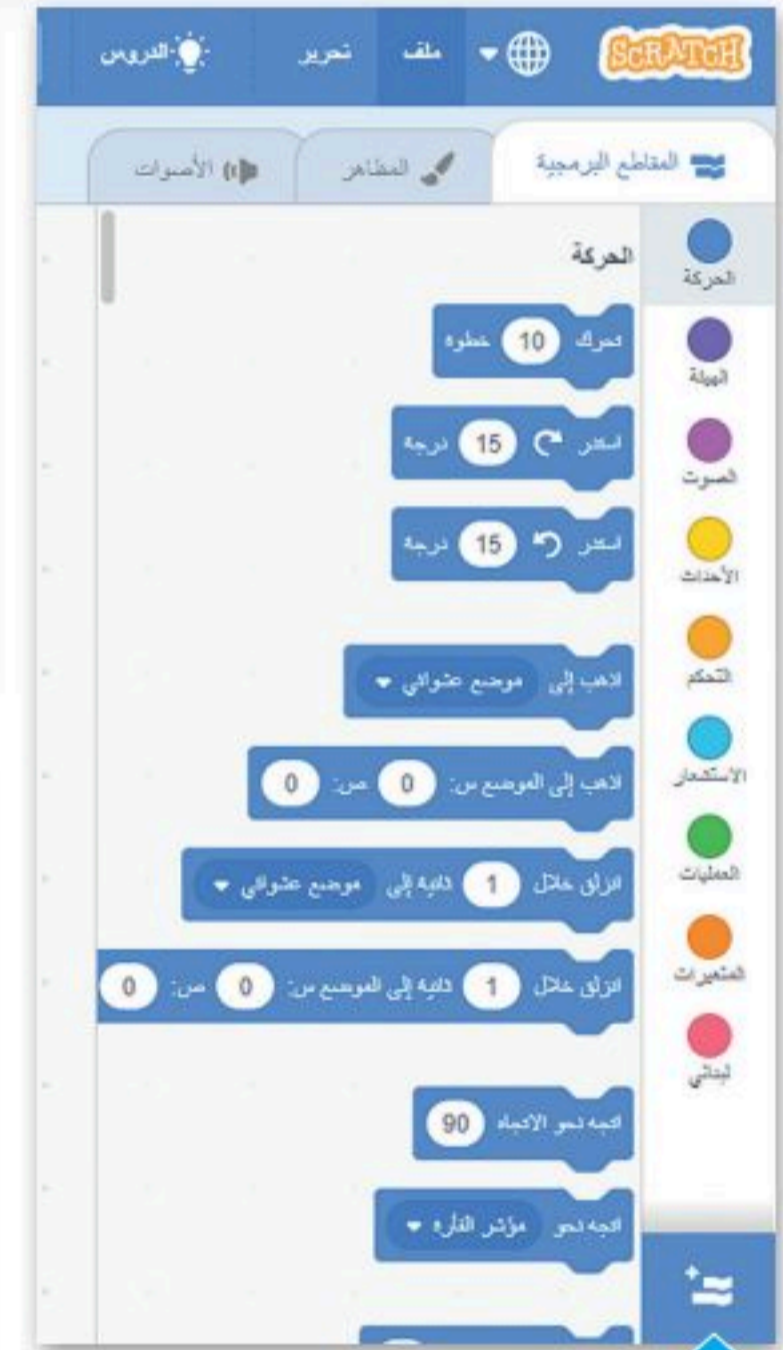 SCRATCH ملف تحرير الدروس
المقاطع البرمجية المظاهر الأصوات
الحركة
الهيئة
الصوت
الأحداث
التحكم
الاستشعار
العمليات
المتغيرات
لبناتي
الحركة
تحرك 10 خطوة
استدر 15 درجة
استدر 15 درجة
اذهب إلى موضع عشوائي
اذهب إلى الموضع س: 0 ص: 0
انزلق خلال 1 ثانية إلى موضع عشوائي
انزلق خلال 1 ثانية إلى الموضع س: 0 ص: 0
اتجه نحو الاتجاه 90
اتجه نحو مؤشر الفأرة